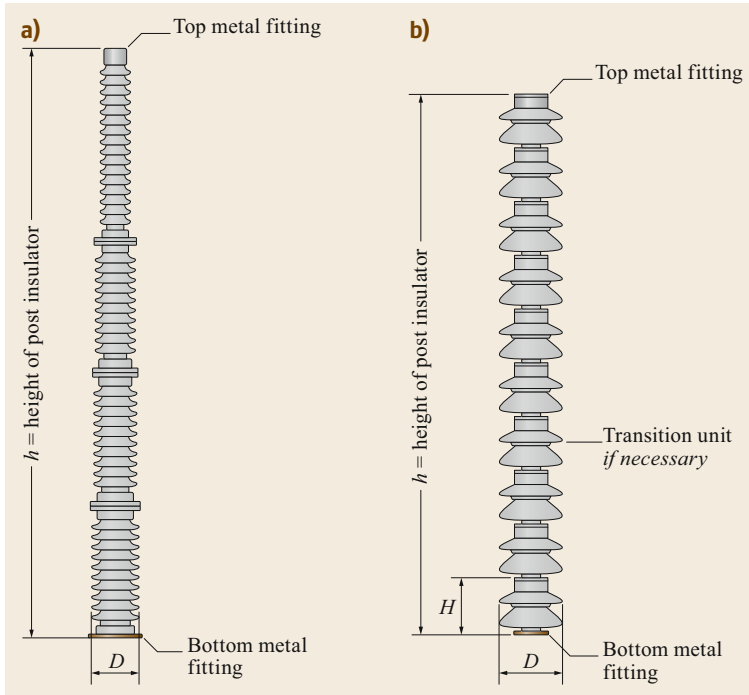 a)
Top metal fitting
h = height of post insulator
Bottom metal
fitting
D
b)
Top metal fitting
h = height of post insulator
Transition unit
if necessary
H
Bottom metal
fitting
D